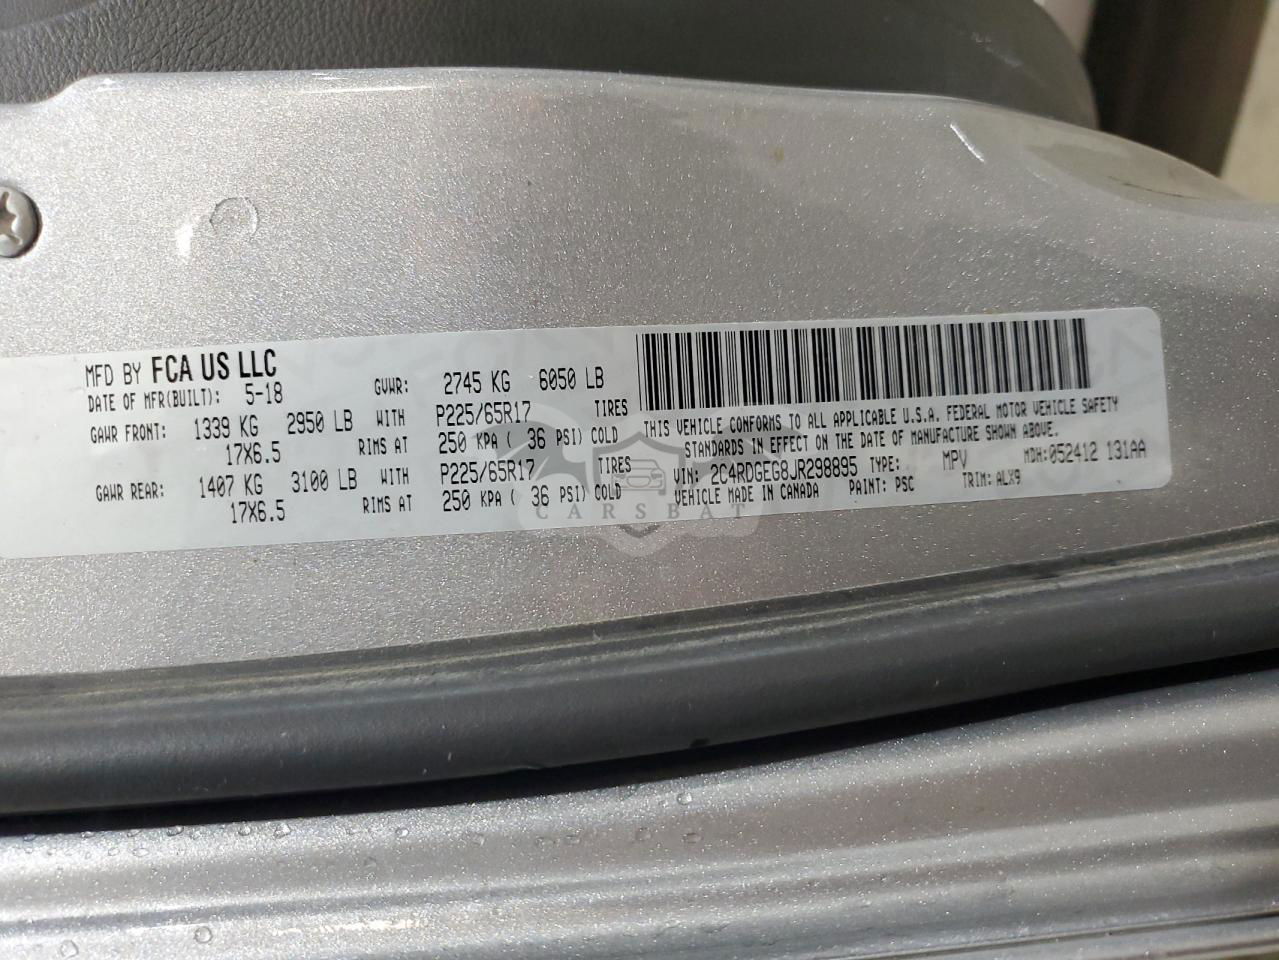 MFD BY FCA US LLC
DATE OF MFR(BUILT): 5-18 GVWR: 2745 KG 6050 LB
GAWR FRONT: 1339 KG 2950 LB WITH P225/65R17 TIRES
17X6.5 RIMS AT 250 KPA ( 36 PSI) COLD
GAWR REAR: 1407 KG 3100 LB WITH P225/65R17 TIRES
17X6.5 RIMS AT 250 KPA ( 36 PSI) COLD
THIS VEHICLE CONFORMS TO ALL APPLICABLE U.S.A. FEDERAL MOTOR VEHICLE SAFETY
STANDARDS IN EFFECT ON THE DATE OF MANUFACTURE SHOWN ABOVE.
VIN: 2C4RDGEG8JR298895 TYPE: MPV MDH: 052412 131AA
VEHICLE MADE IN CANADA PAINT: PSC TRIM: ALX9
CARSBAT